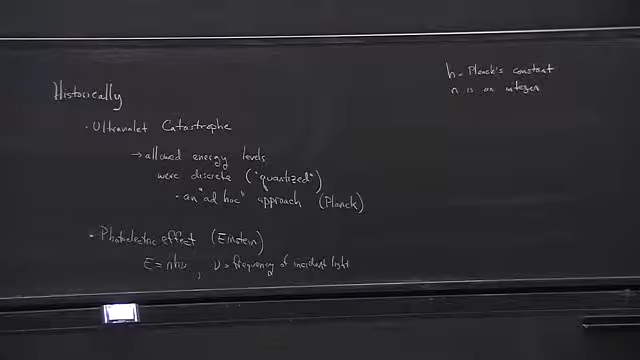 Historically
· Ultraviolet Catastrophe
→ allowed energy levels
were discrete ("quantized")
· an "ad hoc" approach (Planck)
· Photoelectric effect (Einstein)
E = nhν , ν = frequency of incident light
h = Planck's constant
n is an integer